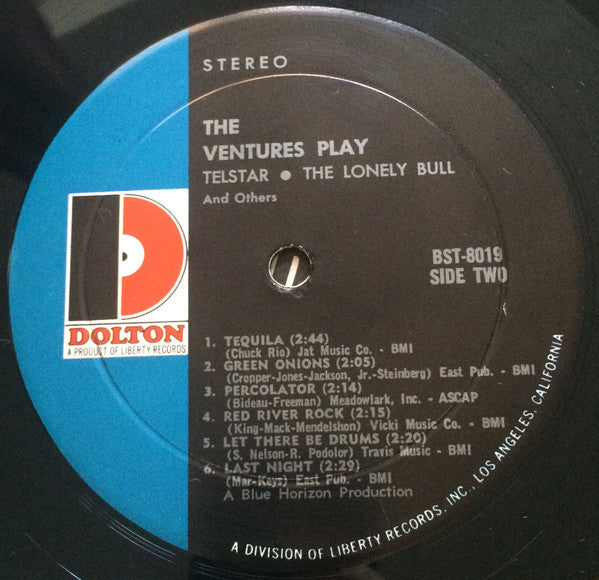 STEREO
THE
VENTURES PLAY
TELSTAR ● THE LONELY BULL
And Others
BST-8019
SIDE TWO
DOLTON
A PRODUCT OF LIBERTY RECORDS
1. TEQUILA (2:44)
(Chuck Rio) Jat Music Co. - BMI
2. GREEN ONIONS (2:05)
(Cropper-Jones-Jackson, Jr.-Steinberg) East Pub. - BMI
3. PERCOLATOR (2:14)
(Bideau-Freeman) Meadowlark, Inc. - ASCAP
4. RED RIVER ROCK (2:15)
(King-Mack-Mendelshon) Vicki Music Co. - BMI
5. LET THERE BE DRUMS (2:20)
(S. Nelson-R. Podolor) Travis Music - BMI
6. LAST NIGHT (2:29)
(Mar-Keys) East Pub. - BMI
A Blue Horizon Production
A DIVISION OF LIBERTY RECORDS, INC., LOS ANGELES, CALIFORNIA